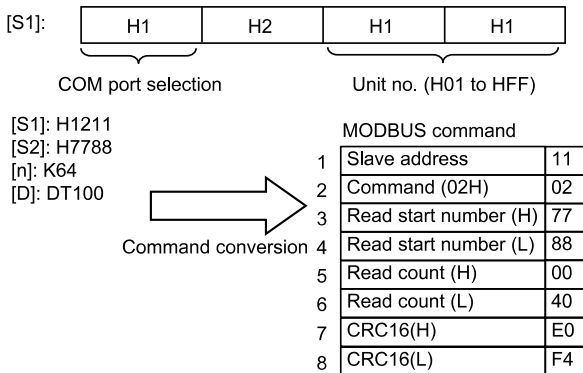 [S1]: H1 H2 H1 H1
COM port selection Unit no. (H01 to HFF)
[S1]: H1211
[S2]: H7788
[n]: K64
[D]: DT100
Command conversion
MODBUS command
1 Slave address 11
2 Command (02H) 02
3 Read start number (H) 77
4 Read start number (L) 88
5 Read count (H) 00
6 Read count (L) 40
7 CRC16(H) E0
8 CRC16(L) F4